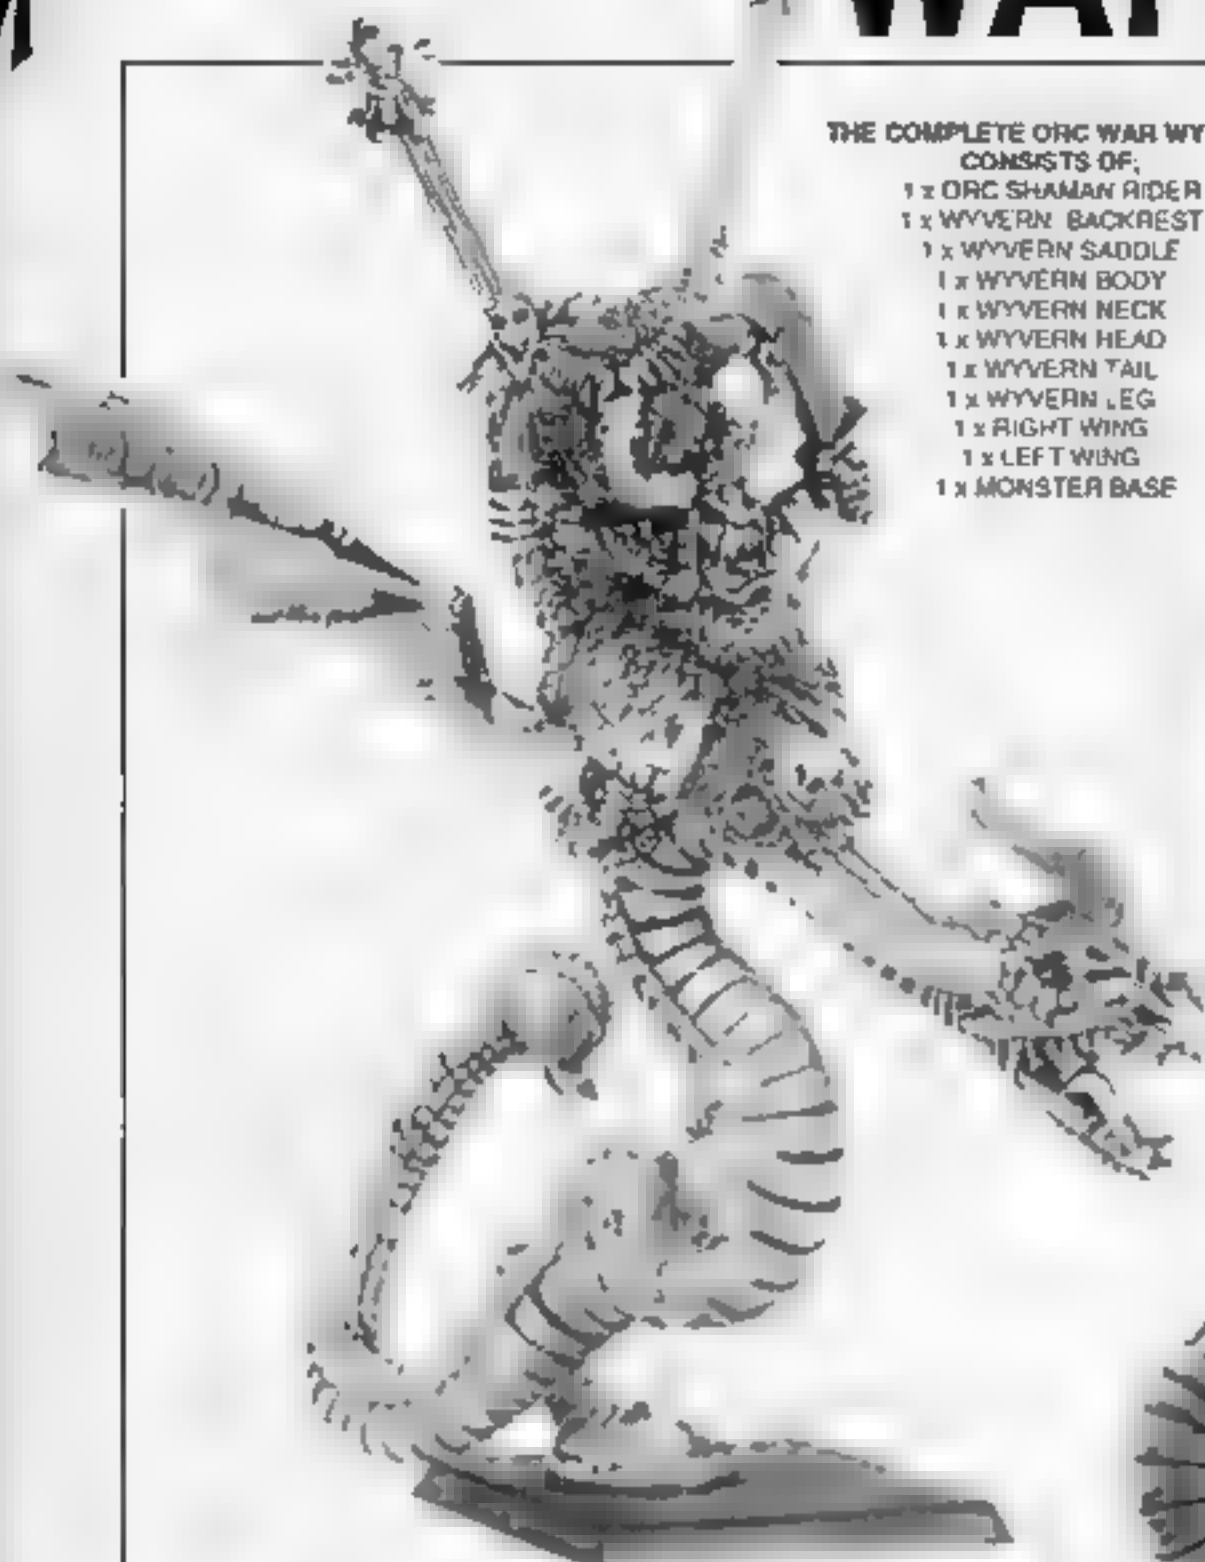 WAR
THE COMPLETE ORC WAR WY
CONSISTS OF;
1 x ORC SHAMAN RIDER
1 x WYVERN BACKREST
1 x WYVERN SADDLE
1 x WYVERN BODY
1 x WYVERN NECK
1 x WYVERN HEAD
1 x WYVERN TAIL
1 x WYVERN LEG
1 x RIGHT WING
1 x LEFT WING
1 x MONSTER BASE